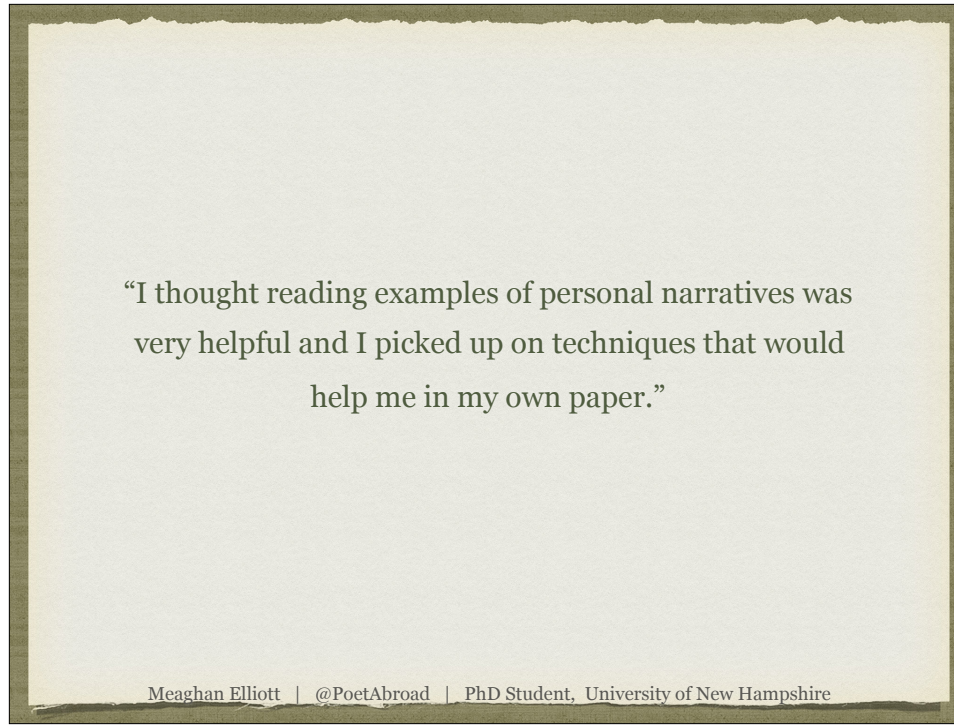 “I thought reading examples of personal narratives was
very helpful and I picked up on techniques that would
help me in my own paper.”
Meaghan Elliott | @PoetAbroad | PhD Student, University of New Hampshire